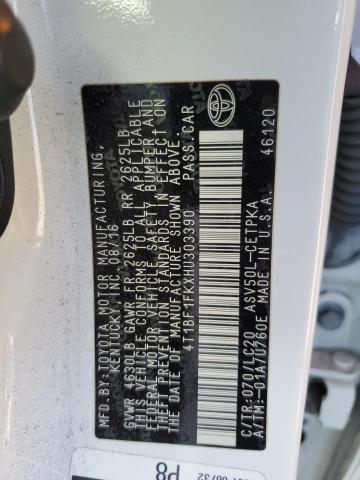 MFD.BY:TOYOTA MOTOR MANUFACTURING,
KENTUCKY, INC. 08/16
GVWR 4630LB GAWR FR 2625LB RR 2625LB
THIS VEHICLE CONFORMS TO ALL APPLICABLE
FEDERAL MOTOR VEHICLE SAFETY, BUMPER AND
THEFT PREVENTION STANDARDS IN EFFECT ON
THE DATE OF MANUFACTURE SHOWN ABOVE.
4T1BF1FKXHU303390 PASS. CAR
TOYOTA
C/TR:070/LC20 ASV50L-CETPKA
A/TM:-01A/U760E MADE IN U.S.A.
46120
P8